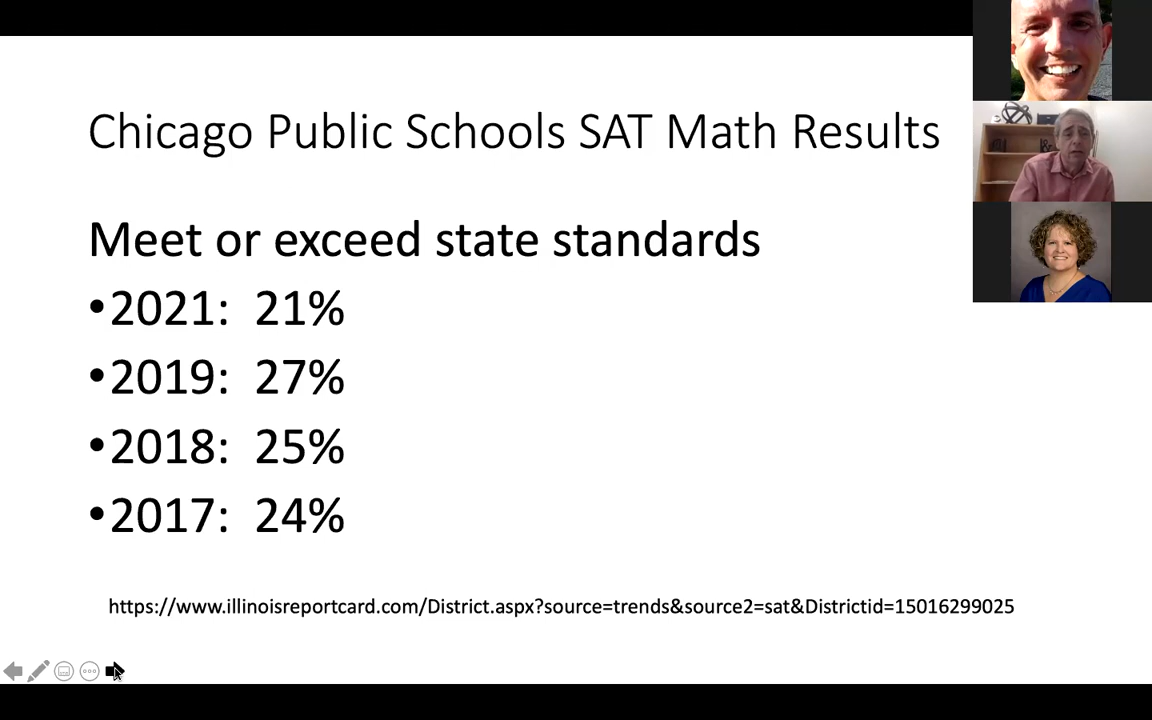 Chicago Public Schools SAT Math Results
Meet or exceed state standards
•2021: 21%
•2019: 27%
•2018: 25%
•2017: 24%
https://www.illinoisreportcard.com/District.aspx?source=trends&source2=sat&Districtid=15016299025